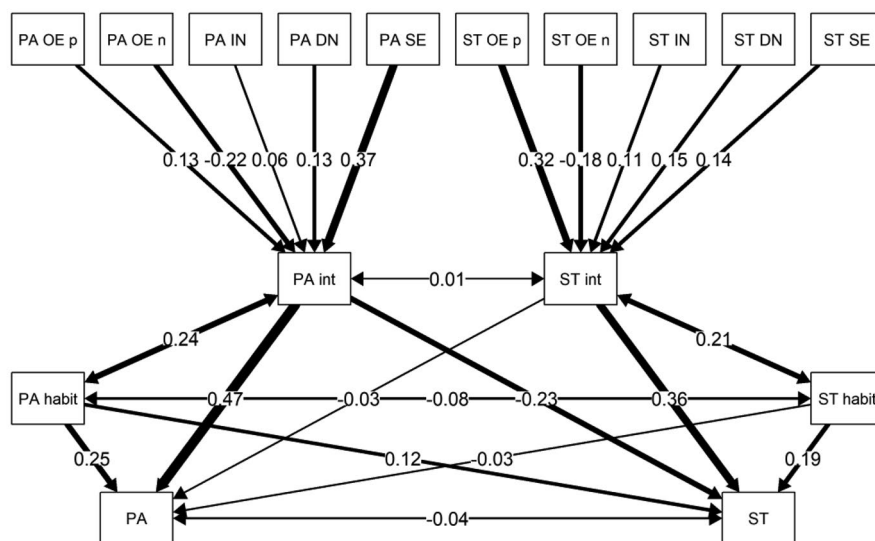 PA OE p PA OE n PA IN PA DN PA SE ST OE p ST OE n ST IN ST DN ST SE
0.13 -0.22 0.06 0.13 0.37 0.32 -0.18 0.11 0.15 0.14
PA int 0.01 ST int
0.24 0.21
PA habit 0.47 -0.03 -0.08 -0.23 0.36 ST habit
0.25 0.12 -0.03 0.19
PA -0.04 ST